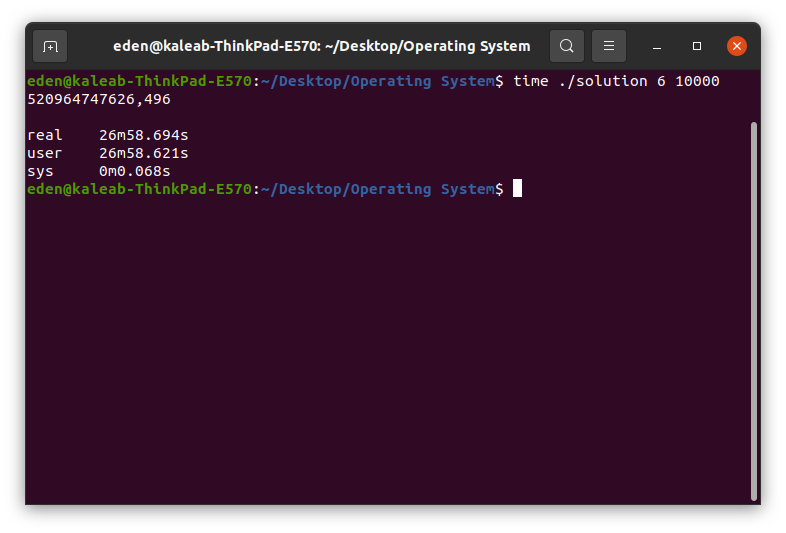 eden@kaleab-ThinkPad-E570: ~/Desktop/Operating System
eden@kaleab-ThinkPad-E570:~/Desktop/Operating System$ time ./solution 6 10000
520964747626,496
real    26m58.694s
user    26m58.621s
sys     0m0.068s
eden@kaleab-ThinkPad-E570:~/Desktop/Operating System$